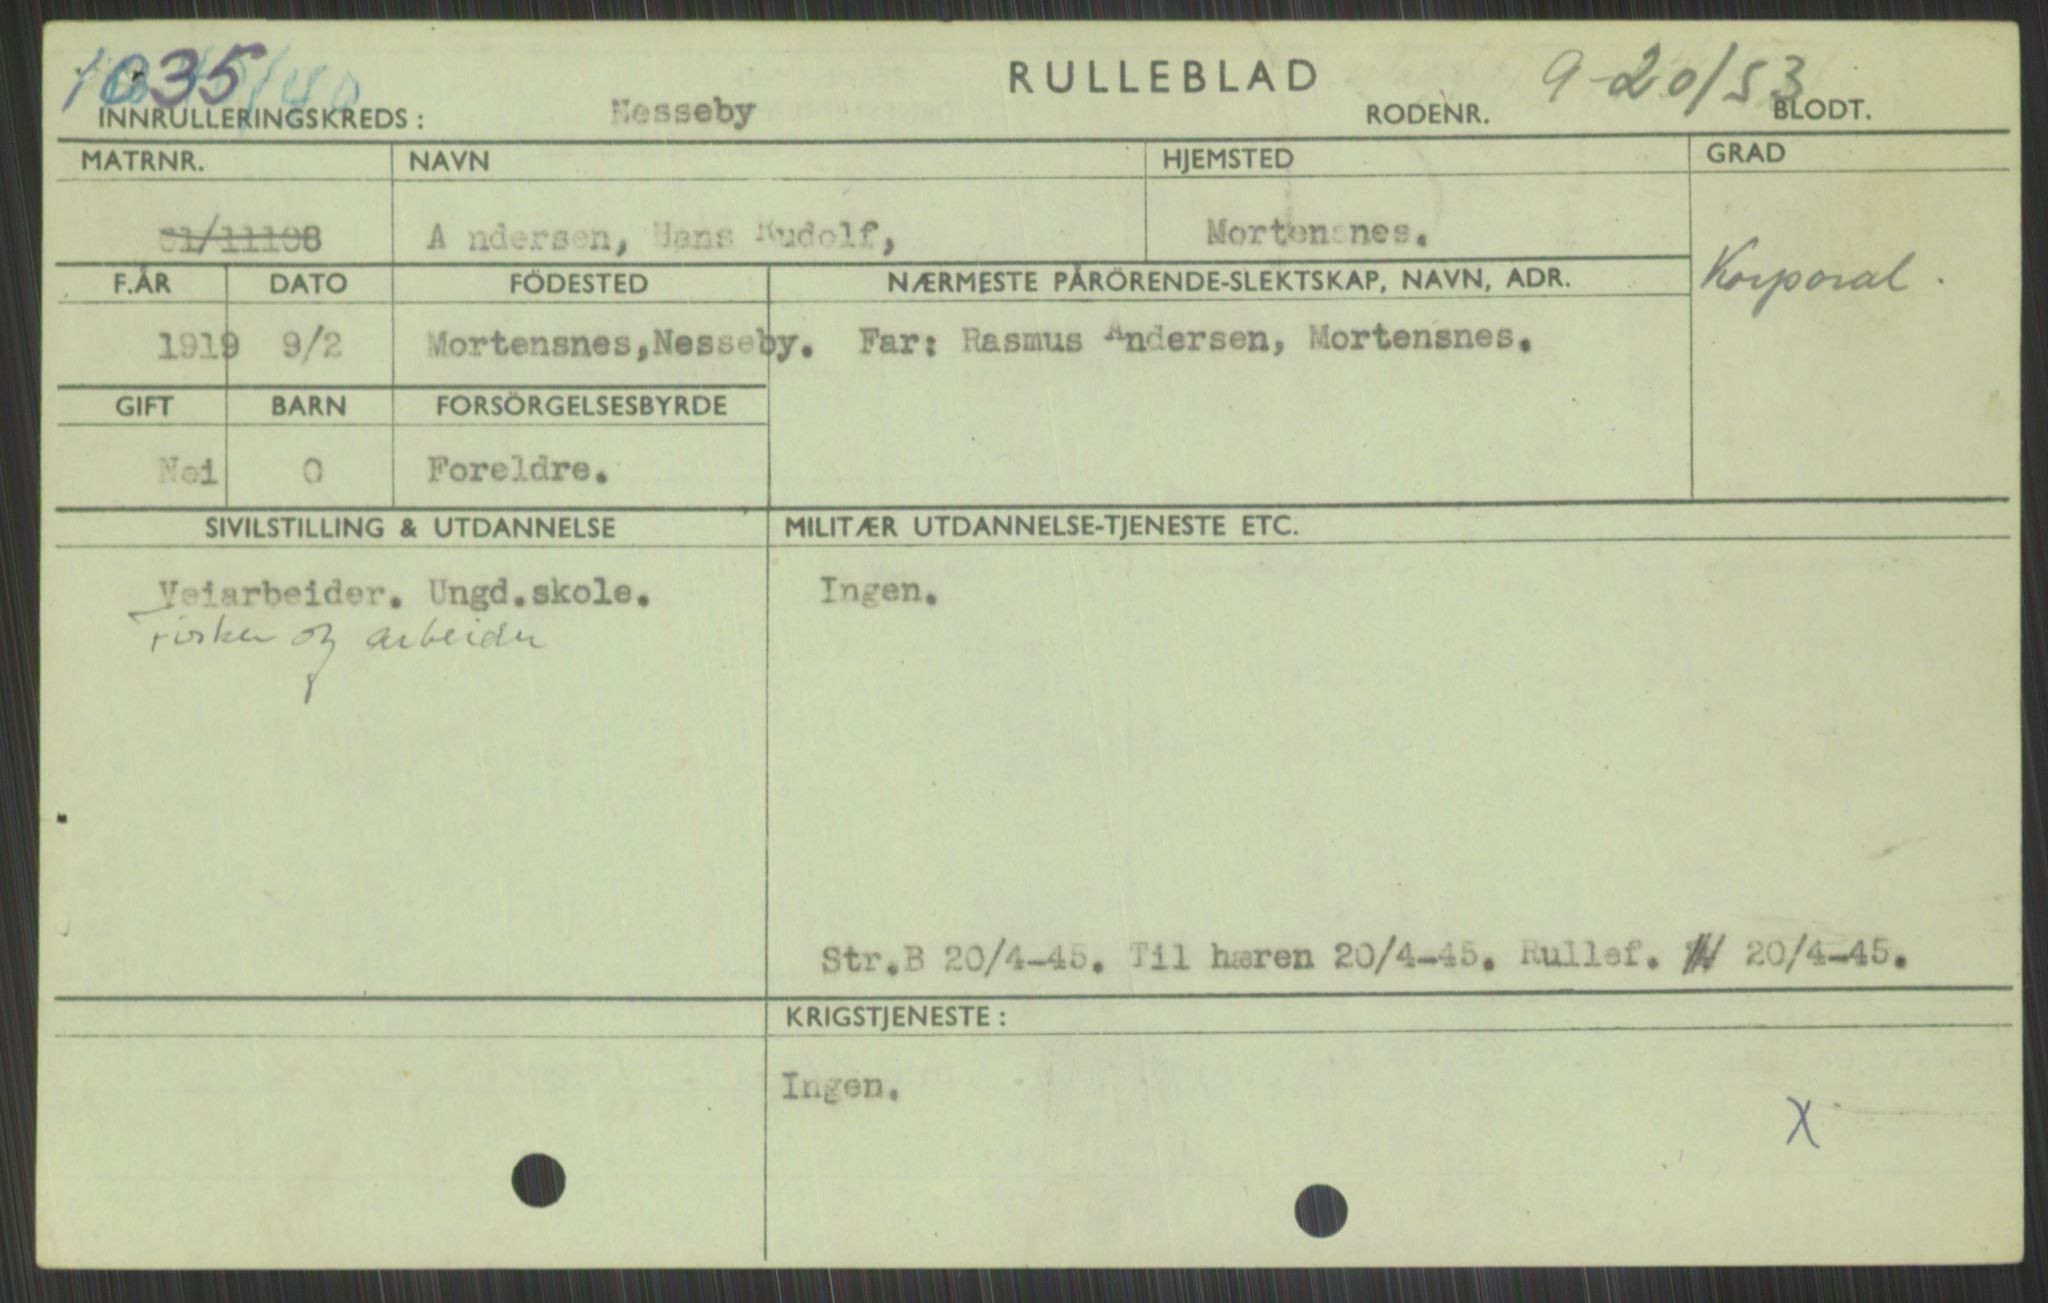 1035
RULLEBLAD
9-20/53
INNRULLERINGSKREDS: Nesseby RODENR. BLODT.
MATRNR. NAVN HJEMSTED GRAD
61/11108 Andersen, Hans Rudolf, Mortensnes.
Korporal.
F.ÅR DATO FÖDESTED NÆRMESTE PÅRÖRENDE-SLEKTSKAP, NAVN, ADR.
1919 9/2 Mortensnes,Nesseby. Far: Rasmus Andersen, Mortensnes.
GIFT BARN FORSÖRGELSESBYRDE
Nei 0 Foreldre.
SIVILSTILLING & UTDANNELSE MILITÆR UTDANNELSE-TJENESTE ETC.
Veiarbeider. Ungd.skole. Ingen.
Fisker og arbeider
Str.B 20/4-45. Til hæren 20/4-45. Rullef. 20/4-45.
KRIGSTJENESTE:
Ingen.
X